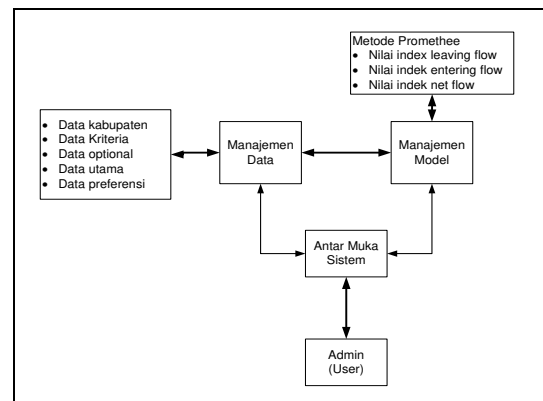 Metode Promethee
• Nilai index leaving flow
• Nilai indek entering flow
• Nilai indek net flow
• Data kabupaten
• Data Kriteria
• Data optional
• Data utama
• Data preferensi
Manajemen
Data
Manajemen
Model
Antar Muka
Sistem
Admin
(User)